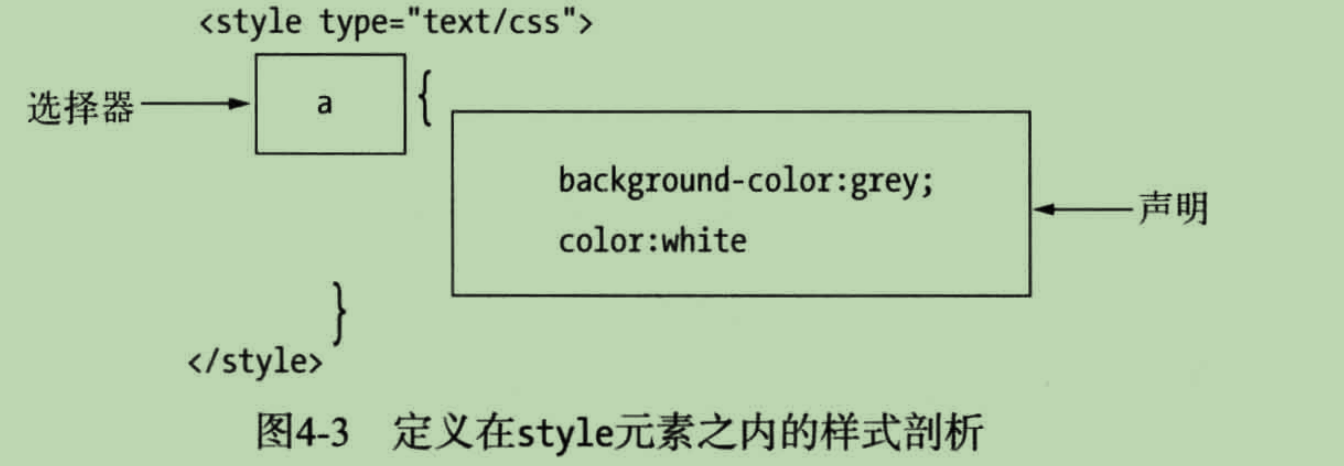 <style type="text/css">
选择器
a
{
background-color:grey;
color:white
声明
}
</style>
图4-3 定义在style元素之内的样式剖析